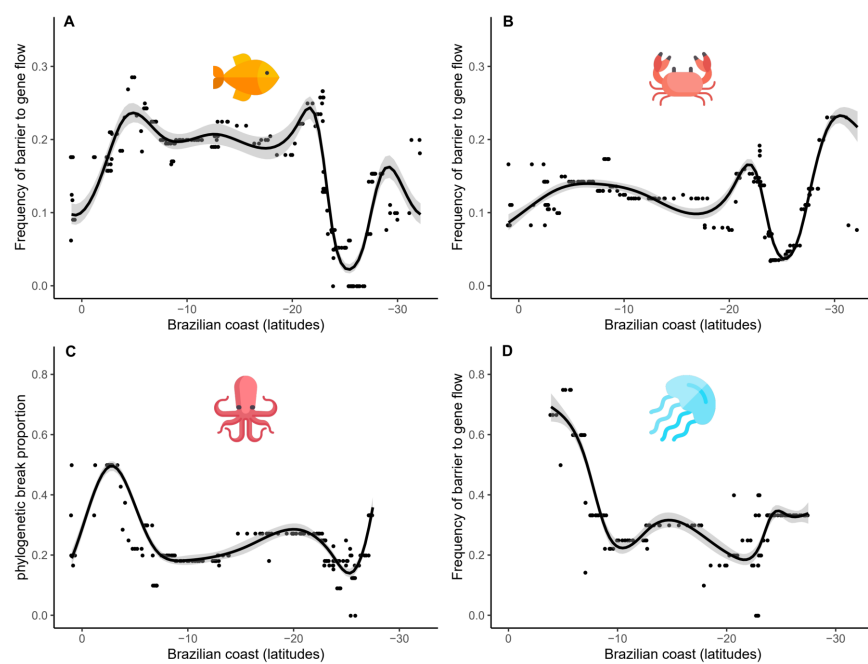 A
Frequency of barrier to gene flow
0.3
0.2
0.1
0.0
0 −10 −20 −30
Brazilian coast (latitudes)
B
Frequency of barrier to gene flow
0.3
0.2
0.1
0.0
0 −10 −20 −30
Brazilian coast (latitudes)
C
phylogenetic break proportion
0.8
0.6
0.4
0.2
0.0
0 −10 −20 −30
Brazilian coast (latitudes)
D
Frequency of barrier to gene flow
0.8
0.6
0.4
0.2
0.0
0 −10 −20 −30
Brazilian coast (latitudes)